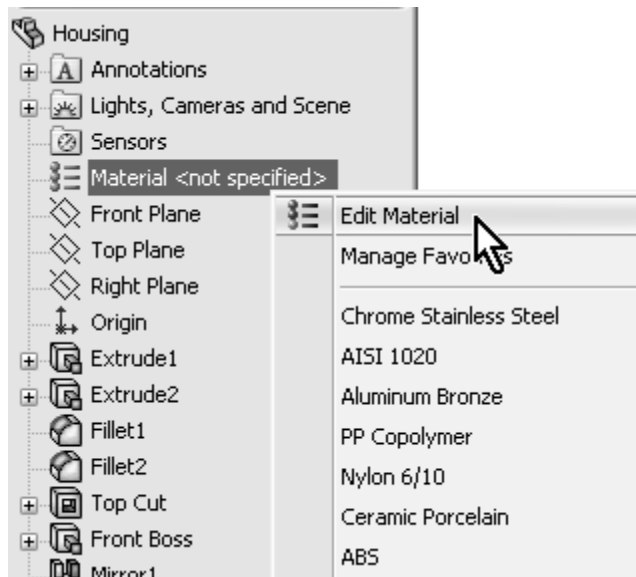 Housing
Annotations
Lights, Cameras and Scene
Sensors
Material <not specified>
Front Plane
Top Plane
Right Plane
Origin
Extrude1
Extrude2
Fillet1
Fillet2
Top Cut
Front Boss
Mirror1
Edit Material
Manage
Chrome Stainless Steel
AISI 1020
Aluminum Bronze
PP Copolymer
Nylon 6/10
Ceramic Porcelain
ABS